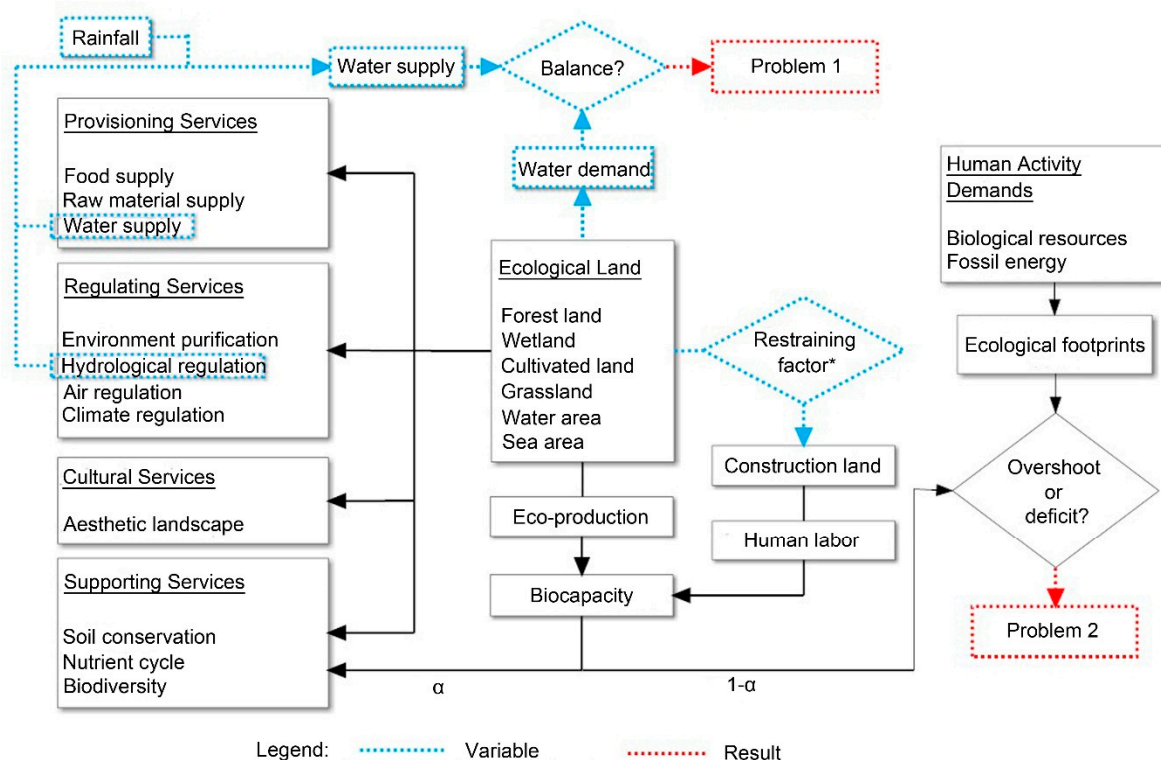 Rainfall
Water supply
Balance?
Problem 1
Provisioning Services
Food supply
Raw material supply
Water supply
Water demand
Human Activity
Demands
Biological resources
Fossil energy
Regulating Services
Environment purification
Hydrological regulation
Air regulation
Climate regulation
Ecological Land
Forest land
Wetland
Cultivated land
Grassland
Water area
Sea area
Restraining
factor*
Ecological footprints
Cultural Services
Aesthetic landscape
Construction land
Overshoot
or
deficit?
Eco-production
Human labor
Supporting Services
Soil conservation
Nutrient cycle
Biodiversity
Biocapacity
Problem 2
α
1-α
Legend:
Variable
Result